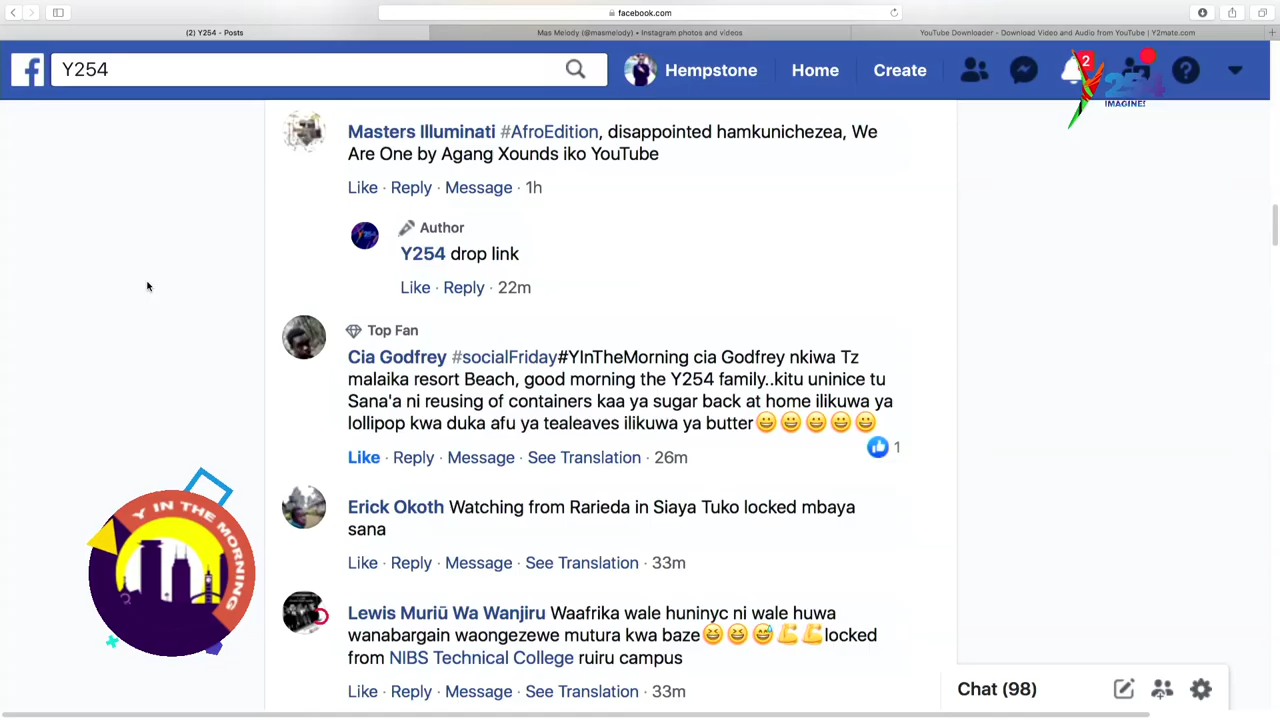 facebook.com
(2) Y254 - Posts
Mas Melody (@masmelody) • Instagram photos and videos
YouTube Downloader - Download Video and Audio from YouTube | Y2mate.com
Y254
Hempstone
Home
Create
2
254
IMAGINE!
Masters Illuminati #AfroEdition, disappointed hamkunichezea, We
Are One by Agang Xounds iko YouTube
Like · Reply · Message · 1h
Author
Y254 drop link
Like · Reply · 22m
Top Fan
Cia Godfrey #socialFriday#YInTheMorning cia Godfrey nkiwa Tz
malaika resort Beach, good morning the Y254 family..kitu uninice tu
Sana'a ni reusing of containers kaa ya sugar back at home ilikuwa ya
lollipop kwa duka afu ya tealeaves ilikuwa ya butter😀😀😀😀😀
1
Like · Reply · Message · See Translation · 26m
Erick Okoth Watching from Rarieda in Siaya Tuko locked mbaya
sana
Like · Reply · Message · See Translation · 33m
Y IN THE MORNING
Lewis Muriū Wa Wanjiru Waafrika wale huninyc ni wale huwa
wanabargain waongezewe mutura kwa baze😆😆😅💪💪locked
from NIBS Technical College ruiru campus
Like · Reply · Message · See Translation · 33m
Chat (98)